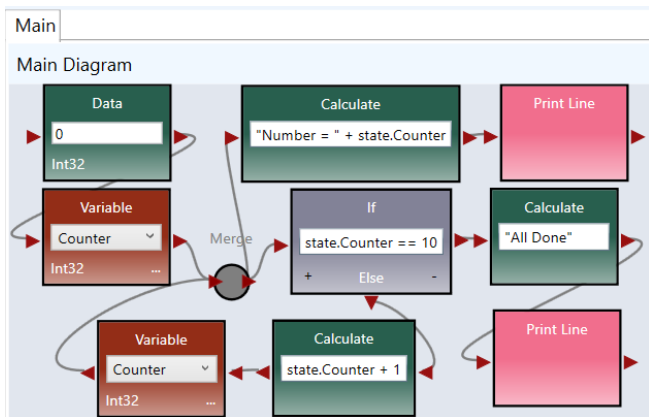 Main
Main Diagram
Data
0
Int32
Calculate
"Number = " + state.Counter
Print Line
Variable
Counter
Int32 ...
Merge
If
state.Counter == 10
+ Else -
Calculate
"All Done"
Variable
Counter
Int32 ...
Calculate
state.Counter + 1
Print Line